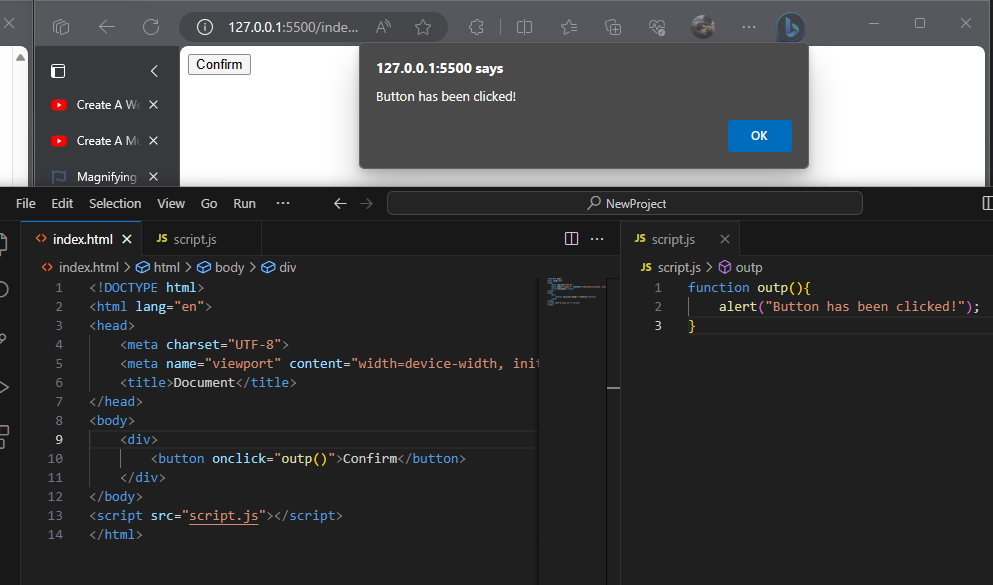 127.0.0.1:5500/inde...
Create A W
Create A M
Magnifying
Confirm
127.0.0.1:5500 says
Button has been clicked!
OK
File Edit Selection View Go Run ...
NewProject
index.html
JS script.js
index.html > html > body > div
1 <!DOCTYPE html>
2 <html lang="en">
3 <head>
4 <meta charset="UTF-8">
5 <meta name="viewport" content="width=device-width, init
6 <title>Document</title>
7 </head>
8 <body>
9 <div>
10 <button onclick="outp()">Confirm</button>
11 </div>
12 </body>
13 <script src="script.js"></script>
14 </html>
JS script.js
JS script.js > outp
1 function outp(){
2 alert("Button has been clicked!");
3 }